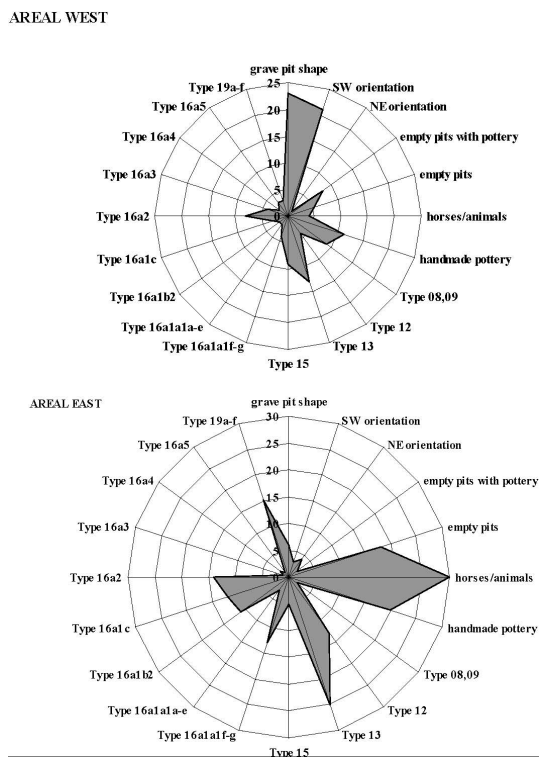 AREAL WEST
grave pit shape
Type 19a-f
25
SW orientation
Type 16a5
20
NE orientation
Type 16a4
15
empty pits with pottery
Type 16a3
10
empty pits
5
Type 16a2
0
horses/animals
Type 16a1c
handmade pottery
Type 16a1b2
Type 08,09
Type 16a1a1a-e
Type 12
Type 16a1a1f-g
Type 13
Type 15
AREAL EAST
grave pit shape
30
Type 19a-f
SW orientation
25
Type 16a5
NE orientation
20
Type 16a4
15
empty pits with pottery
Type 16a3
10
empty pits
5
Type 16a2
0
horses/animals
Type 16a1c
handmade pottery
Type 16a1b2
Type 08,09
Type 16a1a1a-e
Type 12
Type 16a1a1f-g
Type 13
Type 15